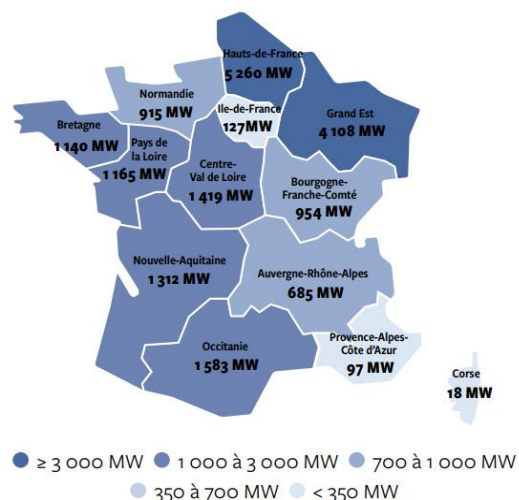 Hauts-de-France
5 260 MW
Normandie
915 MW
Ile-de-France
127MW
Grand Est
4 108 MW
Bretagne
1 140 MW
Pays de
la Loire
1 165 MW
Centre-
Val de Loire
1 419 MW
Bourgogne-
Franche-Comté
954 MW
Nouvelle-Aquitaine
1 312 MW
Auvergne-Rhône-Alpes
685 MW
Occitanie
1 583 MW
Provence-Alpes-
Côte d'Azur
97 MW
Corse
18 MW
≥ 3 000 MW 1 000 à 3 000 MW 700 à 1 000 MW
350 à 700 MW < 350 MW